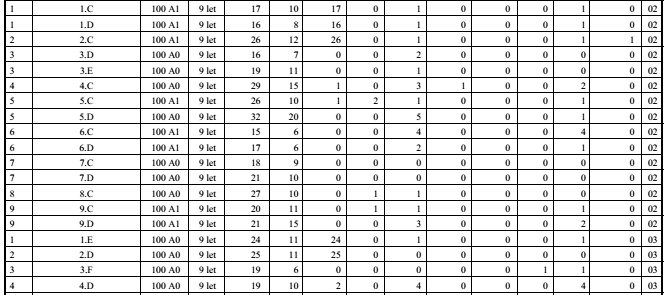 1 1.C 100 A1 9 let 17 10 17 0 1 0 0 0 1 0 02
1 1.D 100 A1 9 let 16 8 16 0 1 0 0 0 1 0 02
2 2.C 100 A1 9 let 26 12 26 0 1 0 0 0 1 1 02
3 3.D 100 A0 9 let 16 7 0 0 2 0 0 0 0 0 02
3 3.E 100 A0 9 let 19 11 0 0 1 0 0 0 0 0 02
4 4.C 100 A0 9 let 29 15 1 0 3 1 0 0 2 0 02
5 5.C 100 A1 9 let 26 10 1 2 1 0 0 0 1 0 02
5 5.D 100 A0 9 let 32 20 0 0 5 0 0 0 1 0 02
6 6.C 100 A1 9 let 15 6 0 0 4 0 0 0 4 0 02
6 6.D 100 A1 9 let 17 6 0 0 2 0 0 0 1 0 02
7 7.C 100 A0 9 let 18 9 0 0 0 0 0 0 0 0 02
7 7.D 100 A0 9 let 21 10 0 0 0 0 0 0 0 0 02
8 8.C 100 A0 9 let 27 10 0 1 1 0 0 0 0 0 02
9 9.C 100 A1 9 let 20 11 0 1 1 0 0 0 1 0 02
9 9.D 100 A1 9 let 21 15 0 0 3 0 0 0 2 0 02
1 1.E 100 A0 9 let 24 11 24 0 1 0 0 0 1 0 03
2 2.D 100 A0 9 let 25 11 25 0 0 0 0 0 0 0 03
3 3.F 100 A0 9 let 19 6 0 0 0 0 0 1 1 0 03
4 4.D 100 A0 9 let 19 10 2 0 4 0 0 0 4 0 03